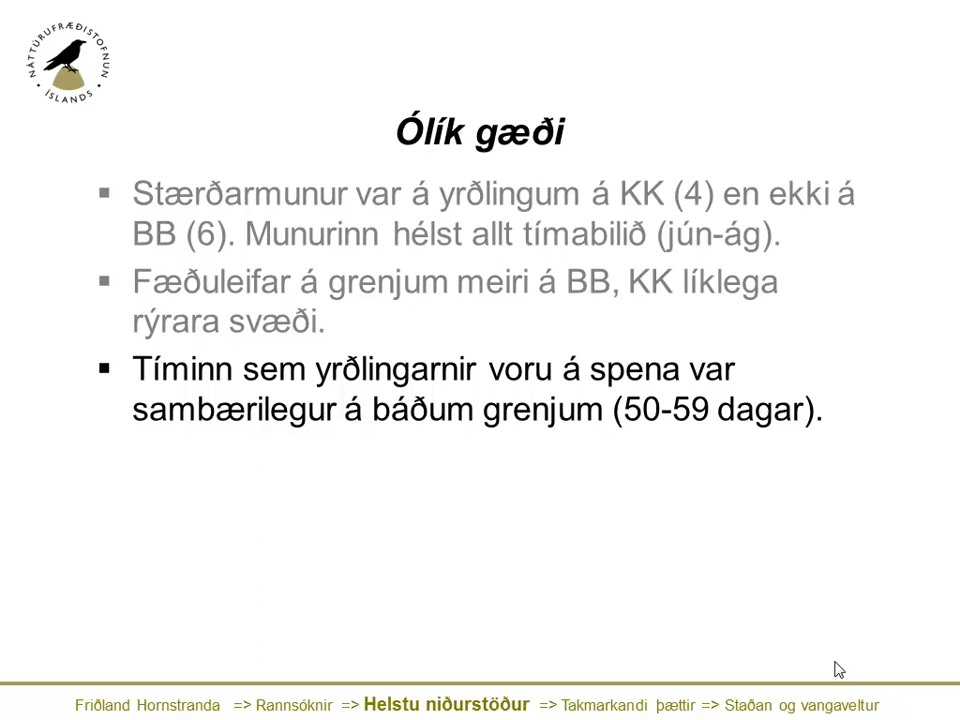 NÁTTÚRUFRÆÐISTOFNUN
ÍSLANDS
Ólík gæði
▪ Stærðarmunur var á yrðlingum á KK (4) en ekki á
BB (6). Munurinn hélst allt tímabilið (jún-ág).
▪ Fæðuleifar á grenjum meiri á BB, KK líklega
rýrara svæði.
▪ Tíminn sem yrðlingarnir voru á spena var
sambærilegur á báðum grenjum (50-59 dagar).
Friðland Hornstranda => Rannsóknir => Helstu niðurstöður => Takmarkandi þættir => Staðan og vangaveltur